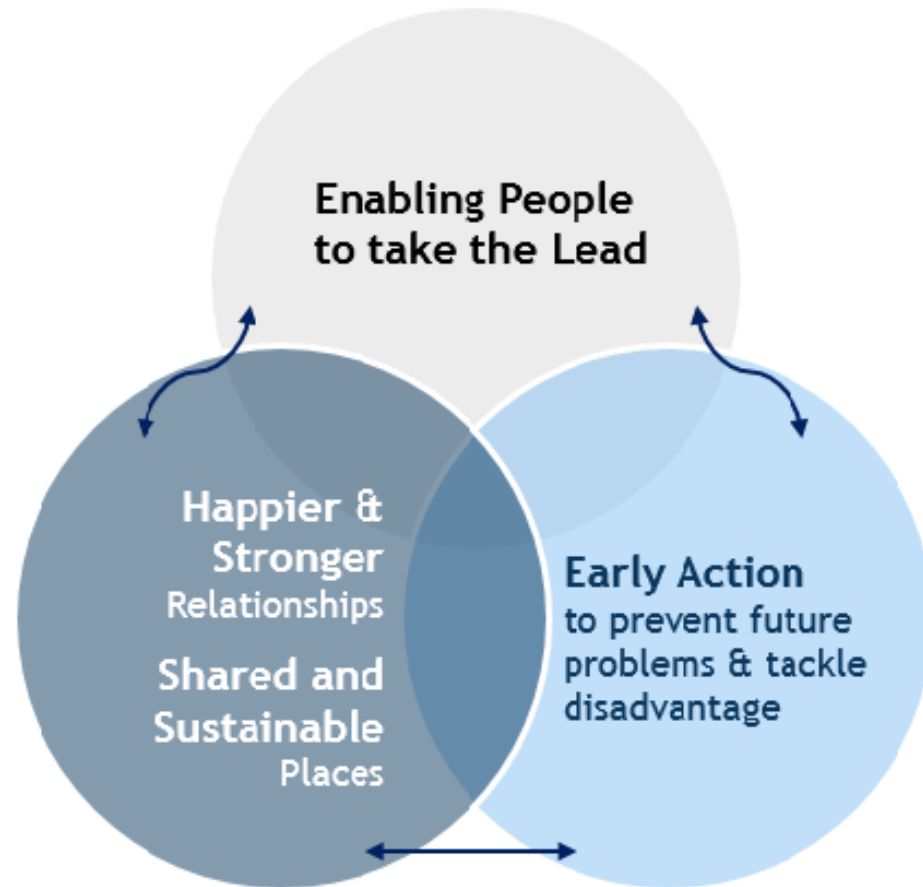 Enabling People
to take the Lead
Happier &
Stronger
Relationships
Shared and
Sustainable
Places
Early Action
to prevent future
problems & tackle
disadvantage